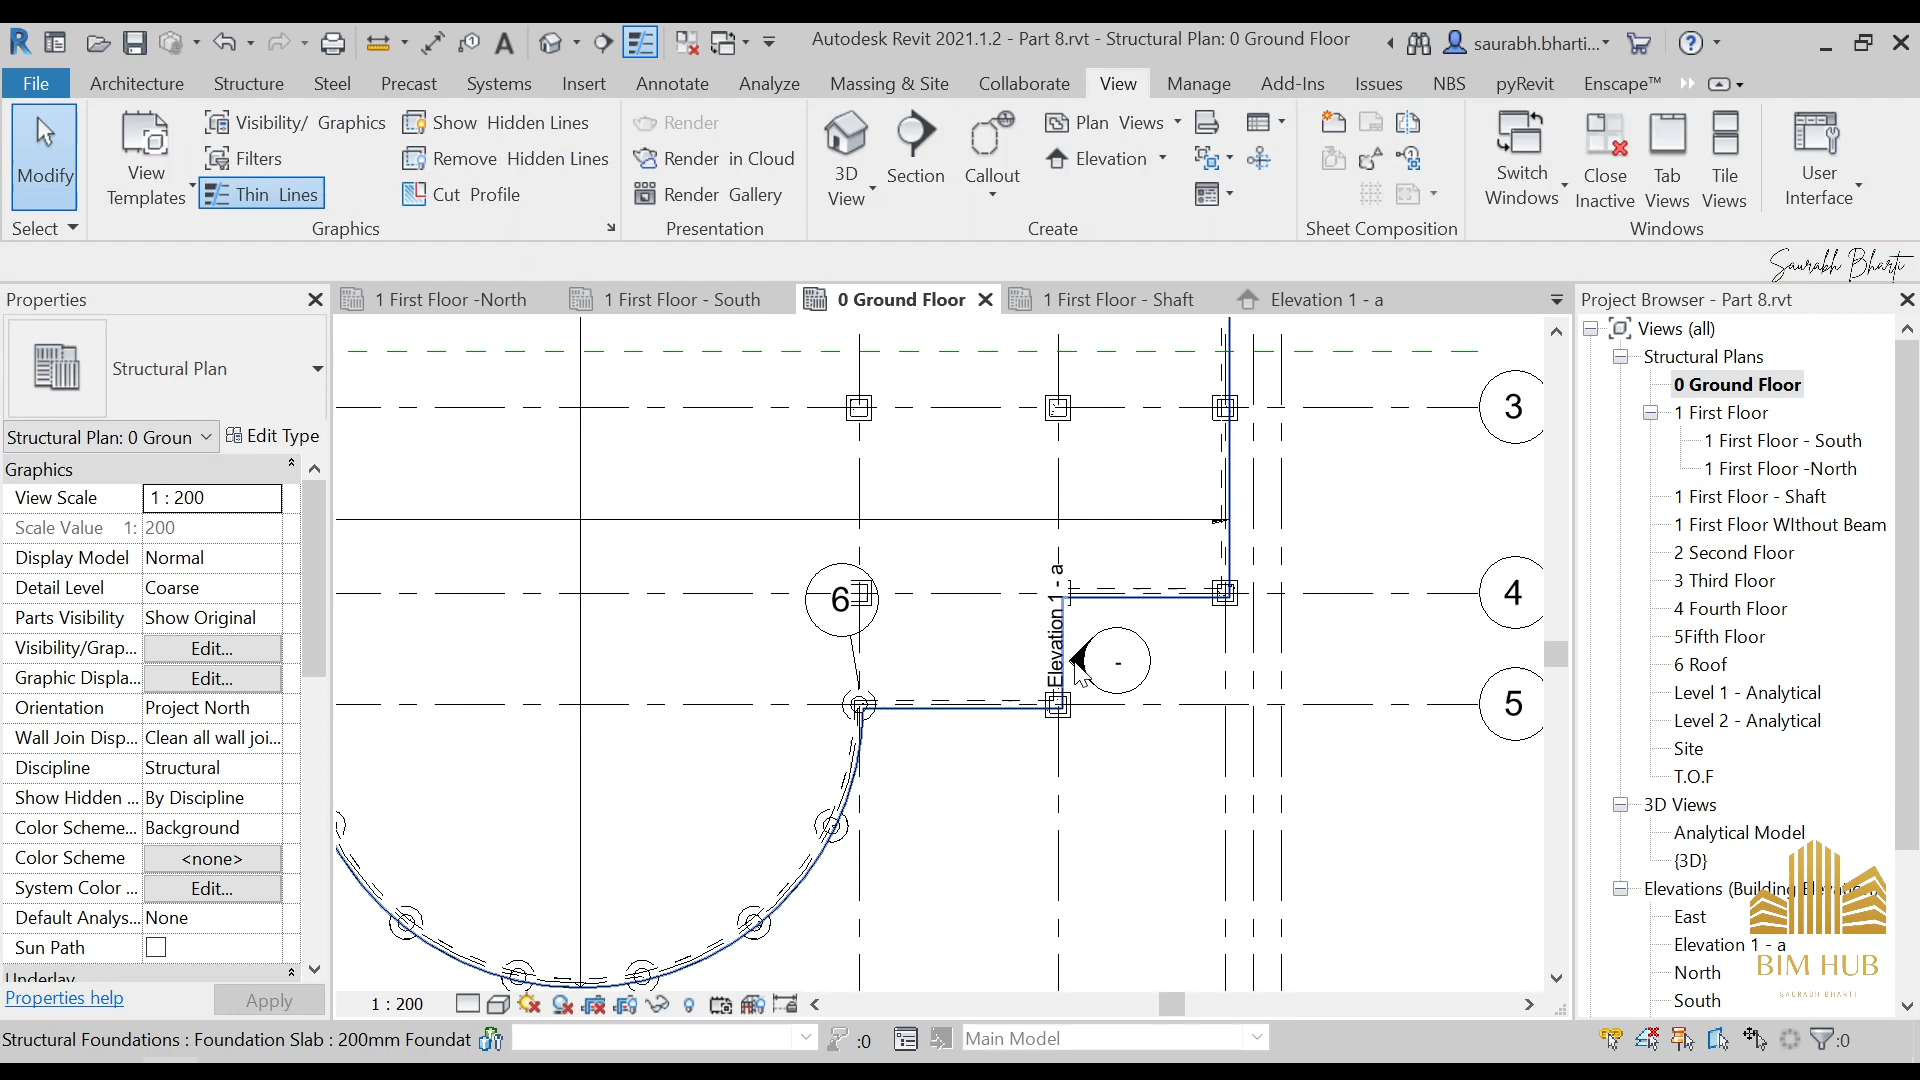 Autodesk Revit 2021.1.2 - Part 8.rvt - Structural Plan: 0 Ground Floor
saurabh.bharti...
File Architecture Structure Steel Precast Systems Insert Annotate Analyze Massing & Site Collaborate View Manage Add-Ins Issues NBS pyRevit Enscape™
Modify
View Templates
Visibility/ Graphics
Filters
Thin Lines
Show Hidden Lines
Remove Hidden Lines
Cut Profile
Render
Render in Cloud
Render Gallery
3D View
Section
Callout
Plan Views
Elevation
Switch Windows
Close Inactive
Tab Views
Tile Views
User Interface
Select Graphics Presentation Create Sheet Composition Windows
Saurabh Bharti
Properties
1 First Floor -North
1 First Floor - South
0 Ground Floor
1 First Floor - Shaft
Elevation 1 - a
Project Browser - Part 8.rvt
Structural Plan
Structural Plan: 0 Groun
Edit Type
Graphics
View Scale 1 : 200
Scale Value 1: 200
Display Model Normal
Detail Level Coarse
Parts Visibility Show Original
Visibility/Grap... Edit...
Graphic Displa... Edit...
Orientation Project North
Wall Join Disp... Clean all wall joi...
Discipline Structural
Show Hidden ... By Discipline
Color Scheme... Background
Color Scheme <none>
System Color ... Edit...
Default Analys... None
Sun Path
Underlay
Properties help
Apply
3
4
5
6
Elevation 1 - a
-
1 : 200
Views (all)
Structural Plans
0 Ground Floor
1 First Floor
1 First Floor - South
1 First Floor -North
1 First Floor - Shaft
1 First Floor WIthout Beam
2 Second Floor
3 Third Floor
4 Fourth Floor
5Fifth Floor
6 Roof
Level 1 - Analytical
Level 2 - Analytical
Site
T.O.F
3D Views
Analytical Model
{3D}
Elevations (Building Elevation)
East
Elevation 1 - a
North
South
BIM HUB
SAURABH BHARTI
Structural Foundations : Foundation Slab : 200mm Foundat
:0
Main Model
:0